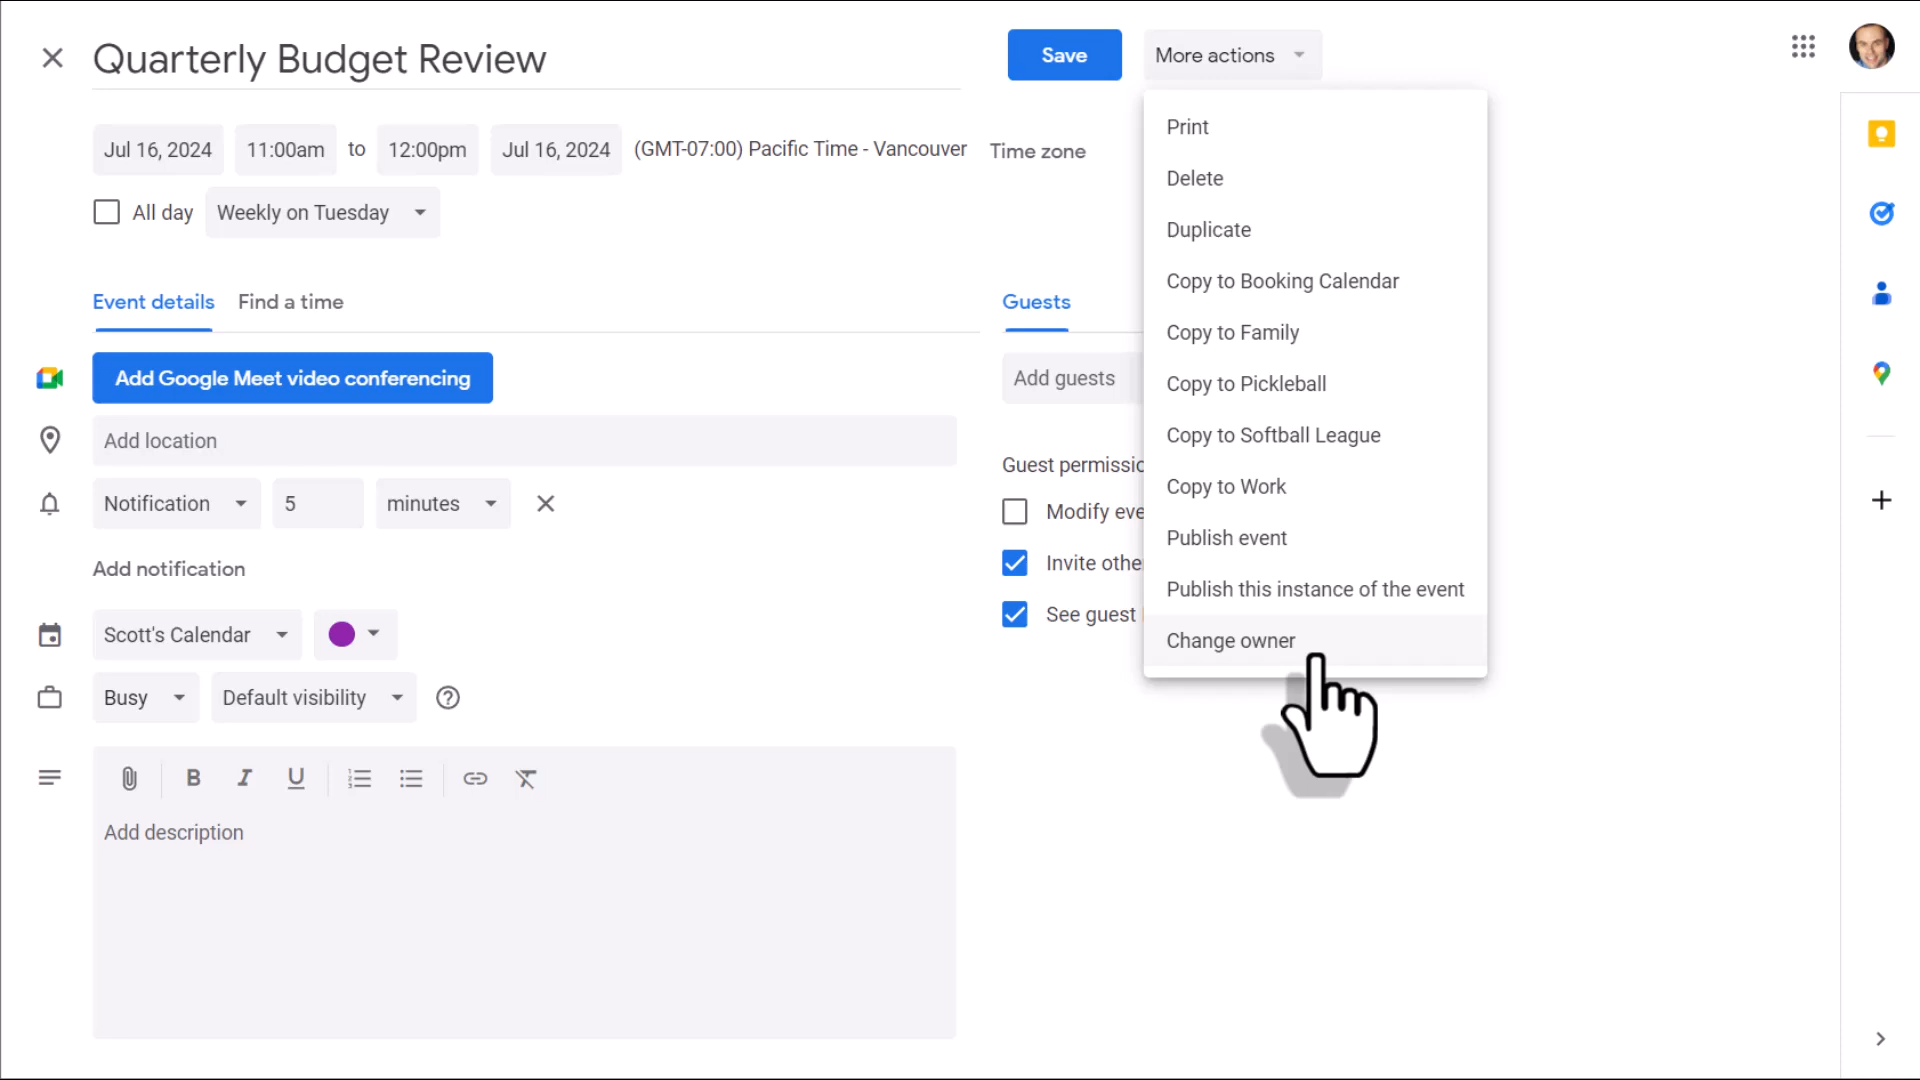 Quarterly Budget Review
Save
More actions
Jul 16, 2024
11:00am
to
12:00pm
Jul 16, 2024
(GMT-07:00) Pacific Time - Vancouver
Time zone
All day
Weekly on Tuesday
Event details
Find a time
Add Google Meet video conferencing
Add location
Notification
5
minutes
Add notification
Scott's Calendar
Busy
Default visibility
B I U
Add description
Guests
Add guests
Guest permissio
Modify eve
Invite othe
See guest
Print
Delete
Duplicate
Copy to Booking Calendar
Copy to Family
Copy to Pickleball
Copy to Softball League
Copy to Work
Publish event
Publish this instance of the event
Change owner